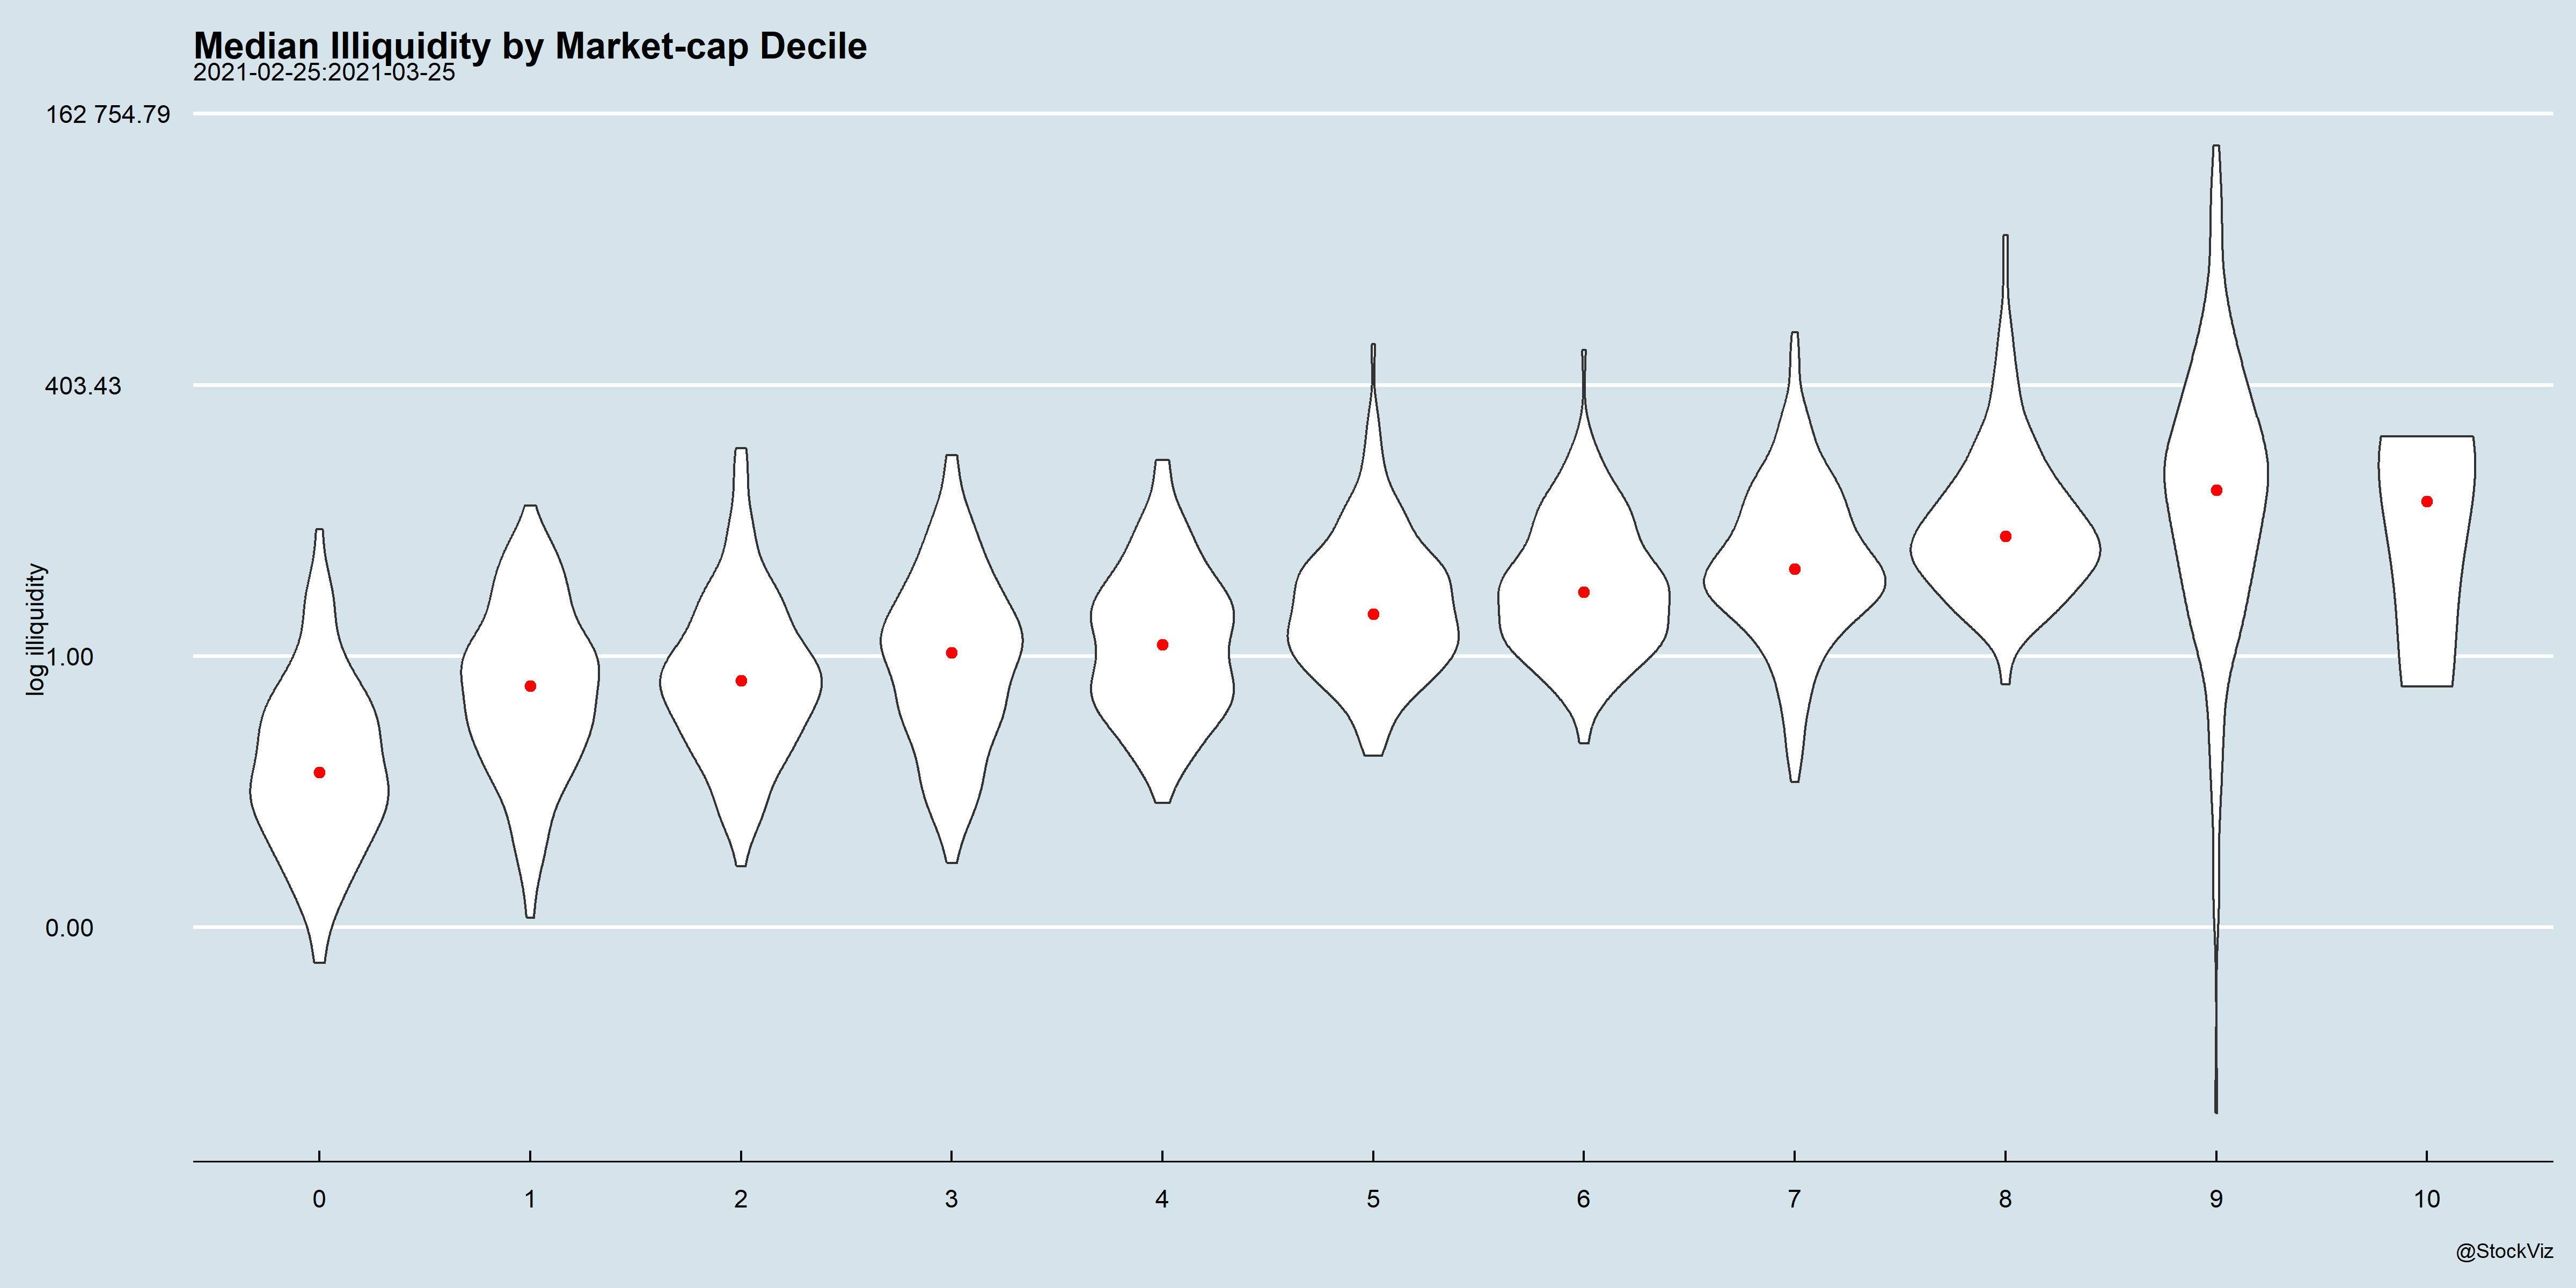 Median Illiquidity by Market-cap Decile
2021-02-25:2021-03-25
162 754.79
403.43
1.00
0.00
log illiquidity
0 1 2 3 4 5 6 7 8 9 10
@StockViz